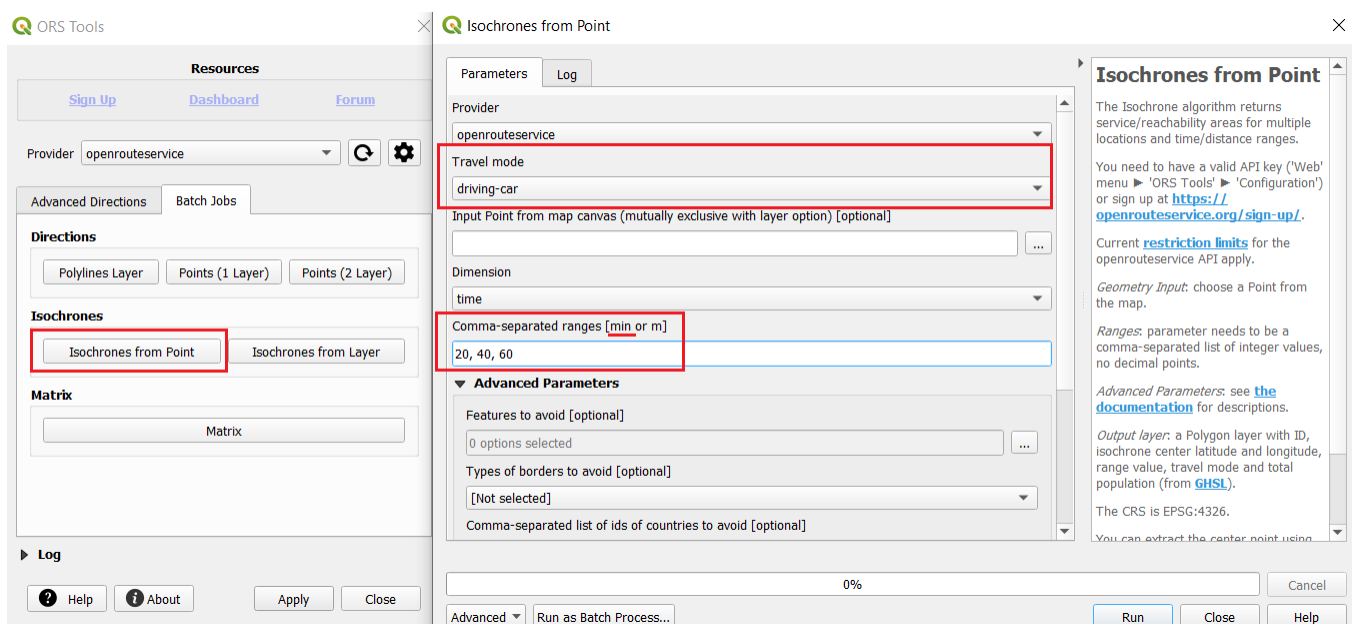 ORS Tools
Resources
Sign Up Dashboard Forum
Provider openrouteservice
Advanced Directions Batch Jobs
Directions
Polylines Layer Points (1 Layer) Points (2 Layer)
Isochrones
Isochrones from Point Isochrones from Layer
Matrix
Matrix
Log
Help About Apply Close
Isochrones from Point
Parameters Log
Provider
openrouteservice
Travel mode
driving-car
Input Point from map canvas (mutually exclusive with layer option) [optional]
...
Dimension
time
Comma-separated ranges [min or m]
20, 40, 60
Advanced Parameters
Features to avoid [optional]
0 options selected ...
Types of borders to avoid [optional]
[Not selected]
Comma-separated list of ids of countries to avoid [optional]
0% Cancel
Advanced Run as Batch Process... Run Close Help
Isochrones from Point
The Isochrone algorithm returns
service/reachability areas for multiple
locations and time/distance ranges.
You need to have a valid API key ('Web'
menu ► 'ORS Tools' ► 'Configuration')
or sign up at https://
openrouteservice.org/sign-up/.
Current restriction limits for the
openrouteservice API apply.
Geometry Input: choose a Point from
the map.
Ranges: parameter needs to be a
comma-separated list of integer values,
no decimal points.
Advanced Parameters: see the
documentation for descriptions.
Output layer: a Polygon layer with ID,
isochrone center latitude and longitude,
range value, travel mode and total
population (from GHSL).
The CRS is EPSG:4326.
You can extract the center point using